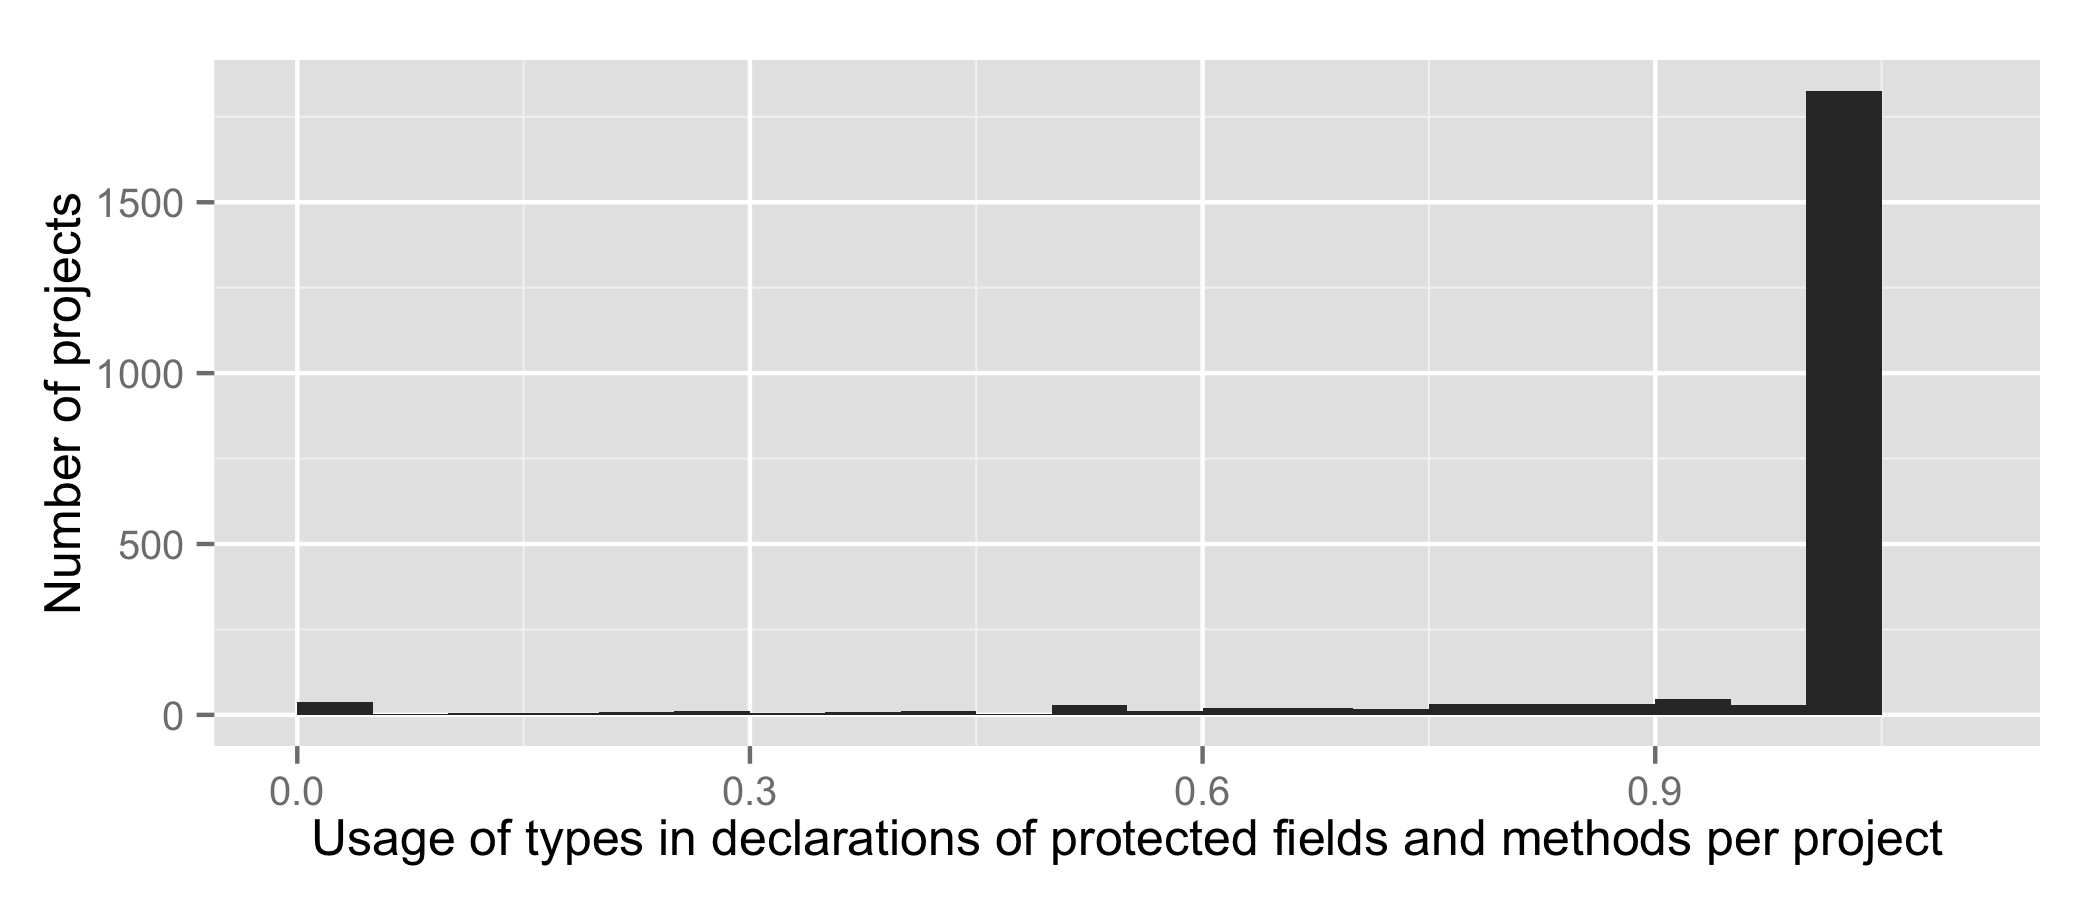 Number of projects
1500
1000
500
0
0.0 0.3 0.6 0.9
Usage of types in declarations of protected fields and methods per project